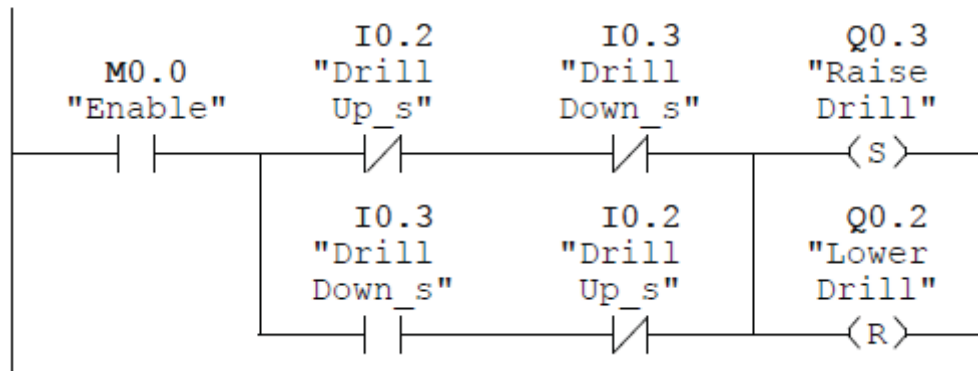 I0.2 I0.3 Q0.3
M0.0 "Drill "Drill "Raise
"Enable" Up_s" Down_s" Drill"
S
I0.3 I0.2 Q0.2
"Drill "Drill "Lower
Down_s" Up_s" Drill"
R